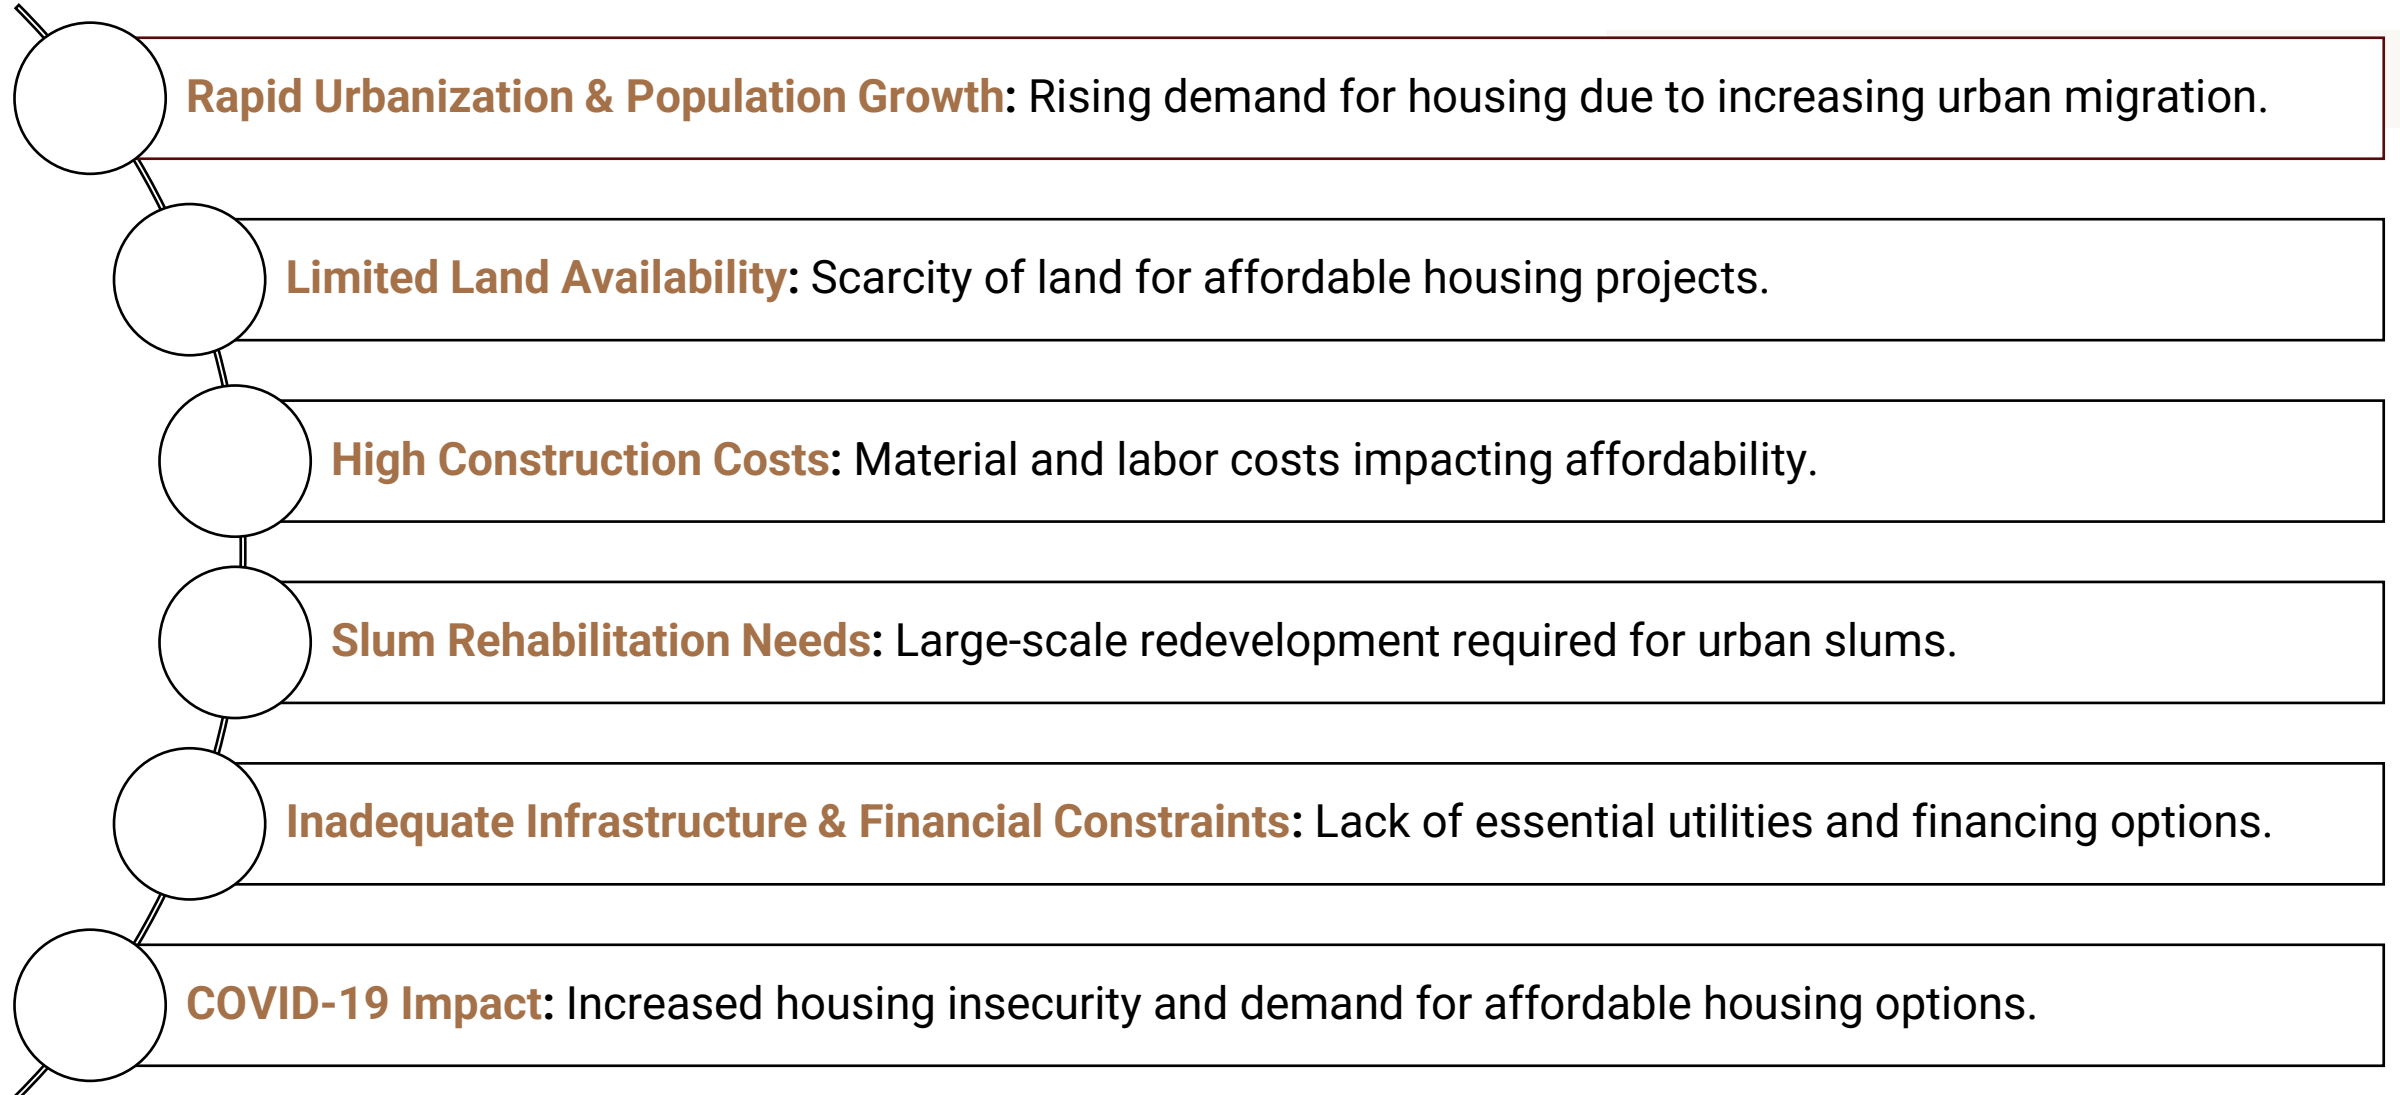 Rapid Urbanization & Population Growth: Rising demand for housing due to increasing urban migration.
Limited Land Availability: Scarcity of land for affordable housing projects.
High Construction Costs: Material and labor costs impacting affordability.
Slum Rehabilitation Needs: Large-scale redevelopment required for urban slums.
Inadequate Infrastructure & Financial Constraints: Lack of essential utilities and financing options.
COVID-19 Impact: Increased housing insecurity and demand for affordable housing options.